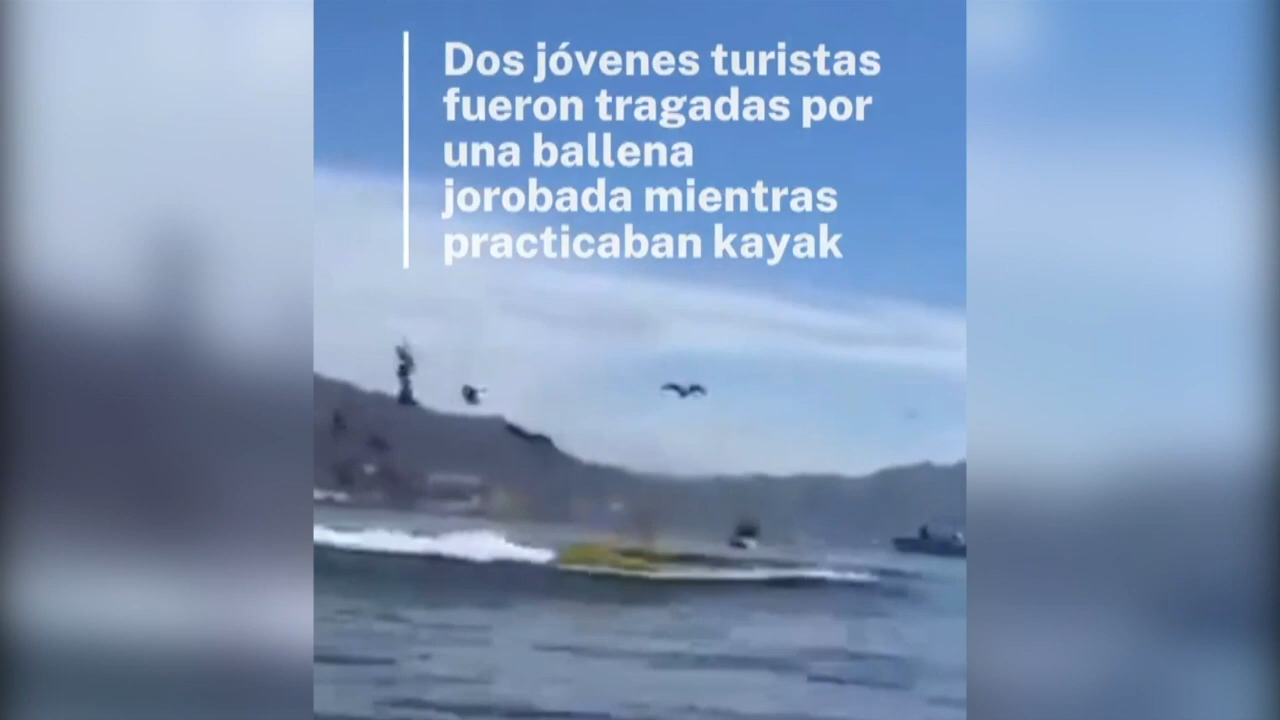 Dos jóvenes turistas
fueron tragadas por
una ballena
jorobada mientras
practicaban kayak